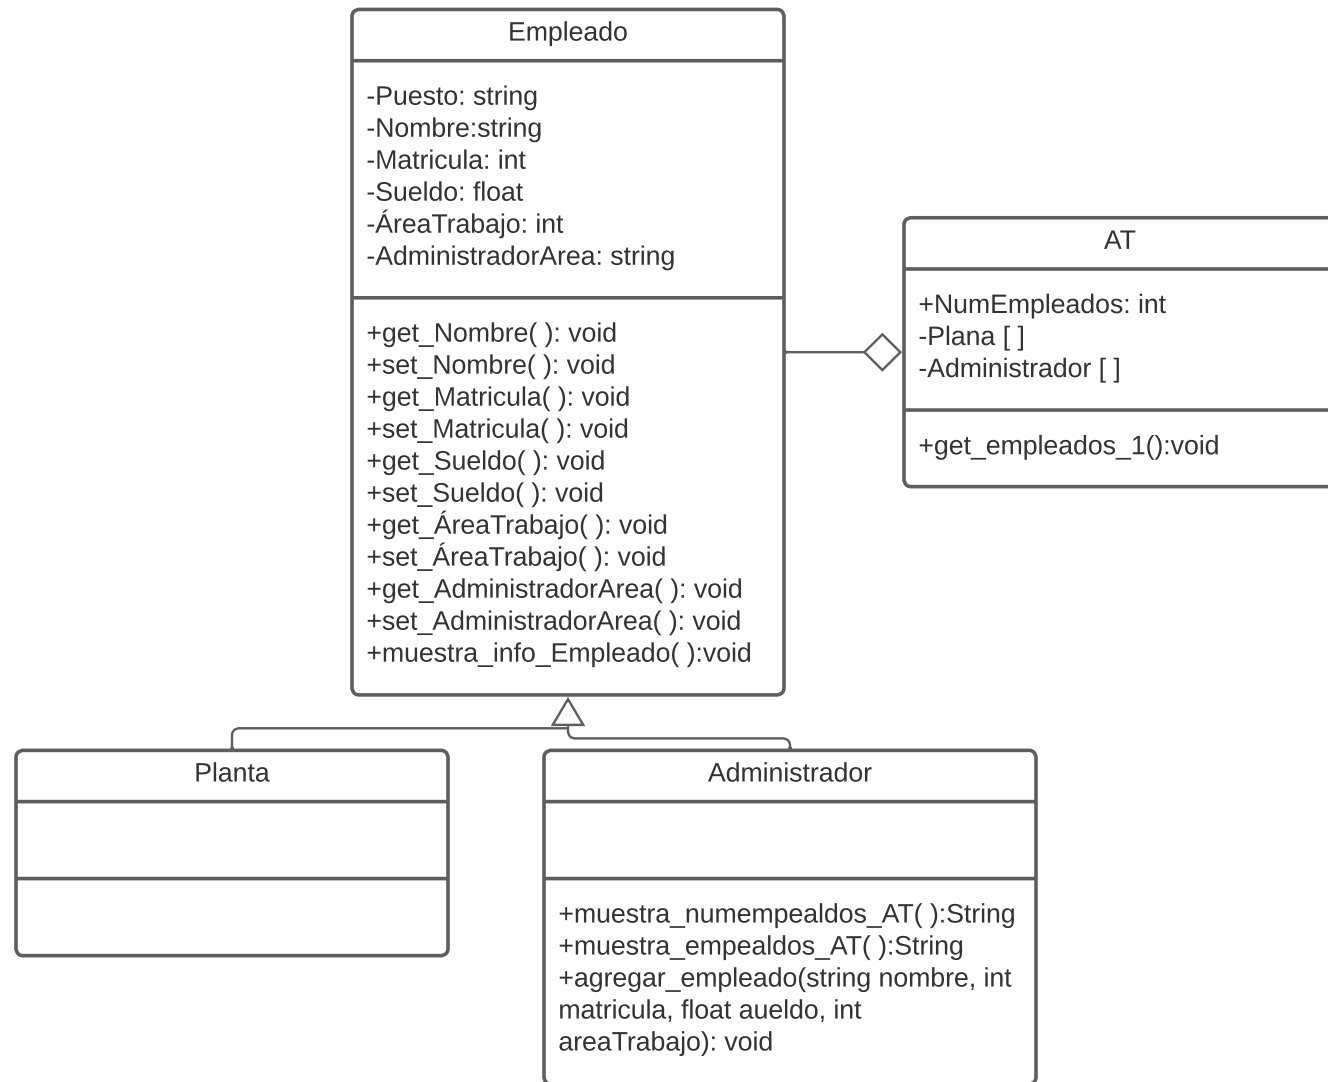 Empleado
-Puesto: string
-Nombre:string
-Matricula: int
-Sueldo: float
-ÁreaTrabajo: int
-AdministradorArea: string
+get_Nombre( ): void
+set_Nombre( ): void
+get_Matricula( ): void
+set_Matricula( ): void
+get_Sueldo( ): void
+set_Sueldo( ): void
+get_ÁreaTrabajo( ): void
+set_ÁreaTrabajo( ): void
+get_AdministradorArea( ): void
+set_AdministradorArea( ): void
+muestra_info_Empleado( ):void
AT
+NumEmpleados: int
-Plana [ ]
-Administrador [ ]
+get_empleados_1():void
Planta
Administrador
+muestra_numempealdos_AT( ):String
+muestra_empealdos_AT( ):String
+agregar_empleado(string nombre, int
matricula, float aueldo, int
areaTrabajo): void